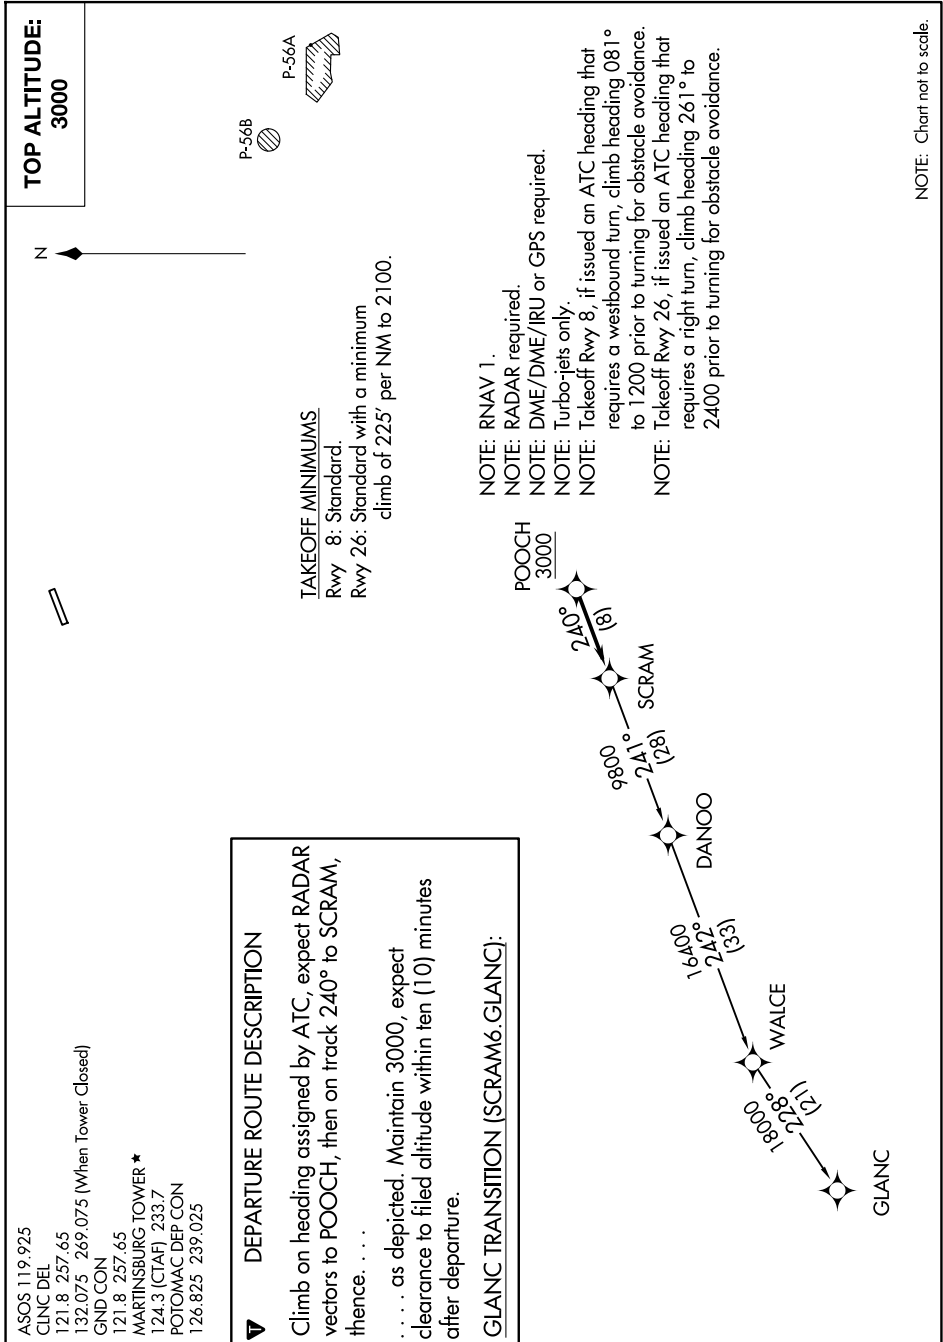 ASOS 119.925
CLNC DEL
121.8 257.65
132.075 269.075 (When Tower Closed)
GND CON
121.8 257.65
MARTINSBURG TOWER ★
124.3 (CTAF) 233.7
POTOMAC DEP CON
126.825 239.025
TOP ALTITUDE:
3000
N
P-56B
P-56A
TAKEOFF MINIMUMS
Rwy 8: Standard.
Rwy 26: Standard with a minimum
climb of 225' per NM to 2100.
T DEPARTURE ROUTE DESCRIPTION
Climb on heading assigned by ATC, expect RADAR
vectors to POOCH, then on track 240° to SCRAM,
thence. . . .
. . . . as depicted. Maintain 3000, expect
clearance to filed altitude within ten (10) minutes
after departure.
GLANC TRANSITION (SCRAM6.GLANC):
NOTE: RNAV 1.
NOTE: RADAR required.
NOTE: DME/DME/IRU or GPS required.
NOTE: Turbo-jets only.
NOTE: Takeoff Rwy 8, if issued an ATC heading that
requires a westbound turn, climb heading 081°
to 1200 prior to turning for obstacle avoidance.
NOTE: Takeoff Rwy 26, if issued an ATC heading that
requires a right turn, climb heading 261° to
2400 prior to turning for obstacle avoidance.
POOCH
3000
240°
(8)
SCRAM
9800
241°
(28)
DANOO
16400
242°
(33)
WALCE
18000
228°
(21)
GLANC
NOTE: Chart not to scale.